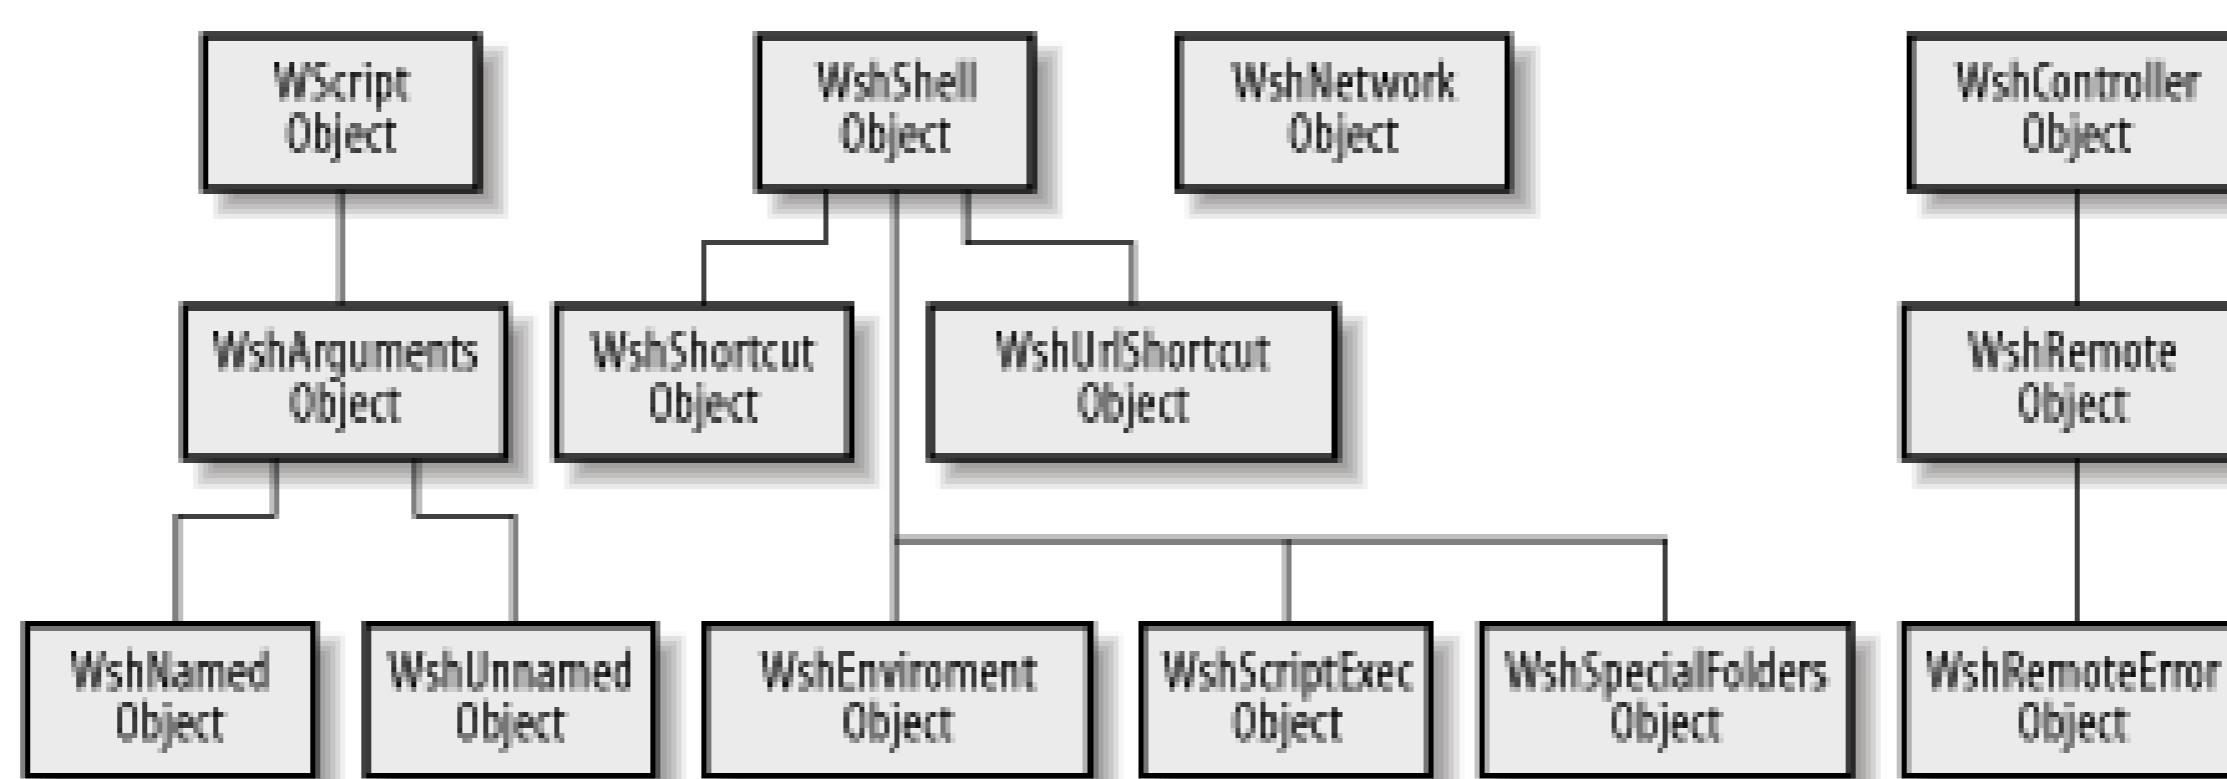 WScript
Object
WshShell
Object
WshNetwork
Object
WshController
Object
WshArguments
Object
WshShortcut
Object
WshUrlShortcut
Object
WshRemote
Object
WshNamed
Object
WshUnnamed
Object
WshEnviroment
Object
WshScriptExec
Object
WshSpecialFolders
Object
WshRemoteError
Object